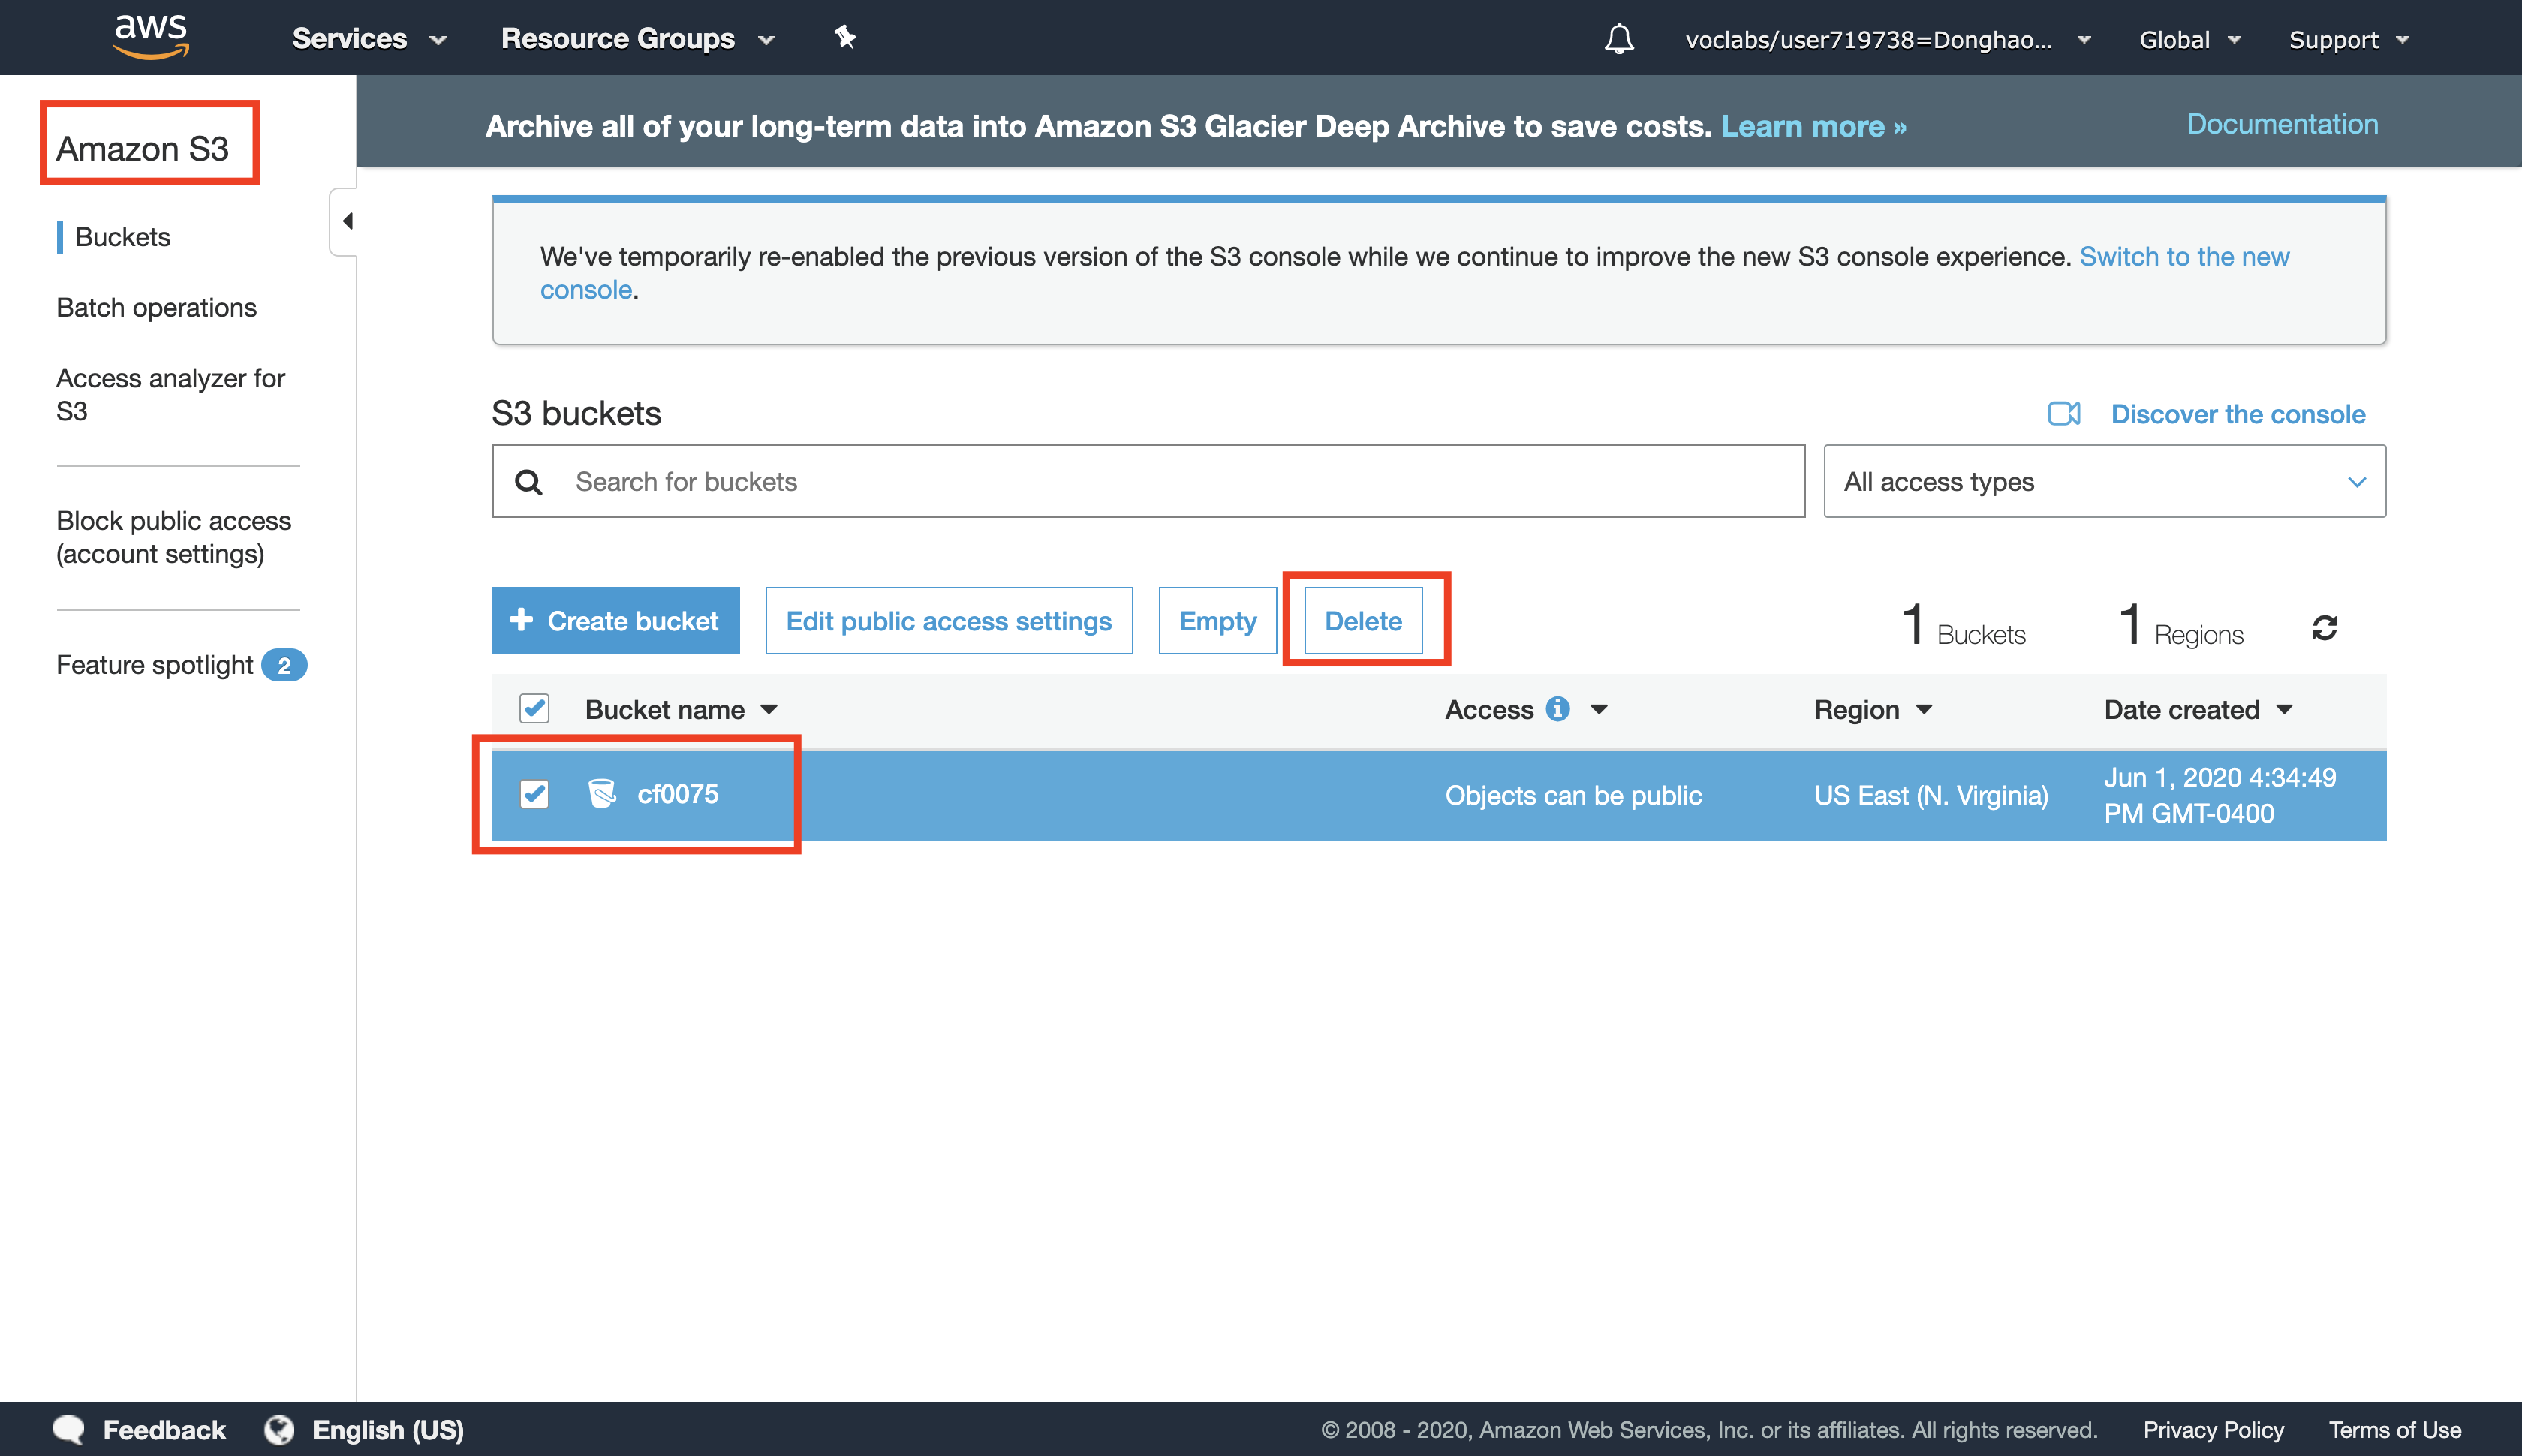 aws
Services
Resource Groups
voclabs/user719738=Donghao...
Global
Support
Amazon S3
Buckets
Batch operations
Access analyzer for
S3
Block public access
(account settings)
Feature spotlight 2
Archive all of your long-term data into Amazon S3 Glacier Deep Archive to save costs. Learn more »
Documentation
We've temporarily re-enabled the previous version of the S3 console while we continue to improve the new S3 console experience. Switch to the new
console.
S3 buckets
Discover the console
Search for buckets
All access types
+ Create bucket
Edit public access settings
Empty
Delete
1 Buckets
1 Regions
Bucket name
Access
Region
Date created
cf0075
Objects can be public
US East (N. Virginia)
Jun 1, 2020 4:34:49
PM GMT-0400
Feedback
English (US)
© 2008 - 2020, Amazon Web Services, Inc. or its affiliates. All rights reserved.
Privacy Policy
Terms of Use